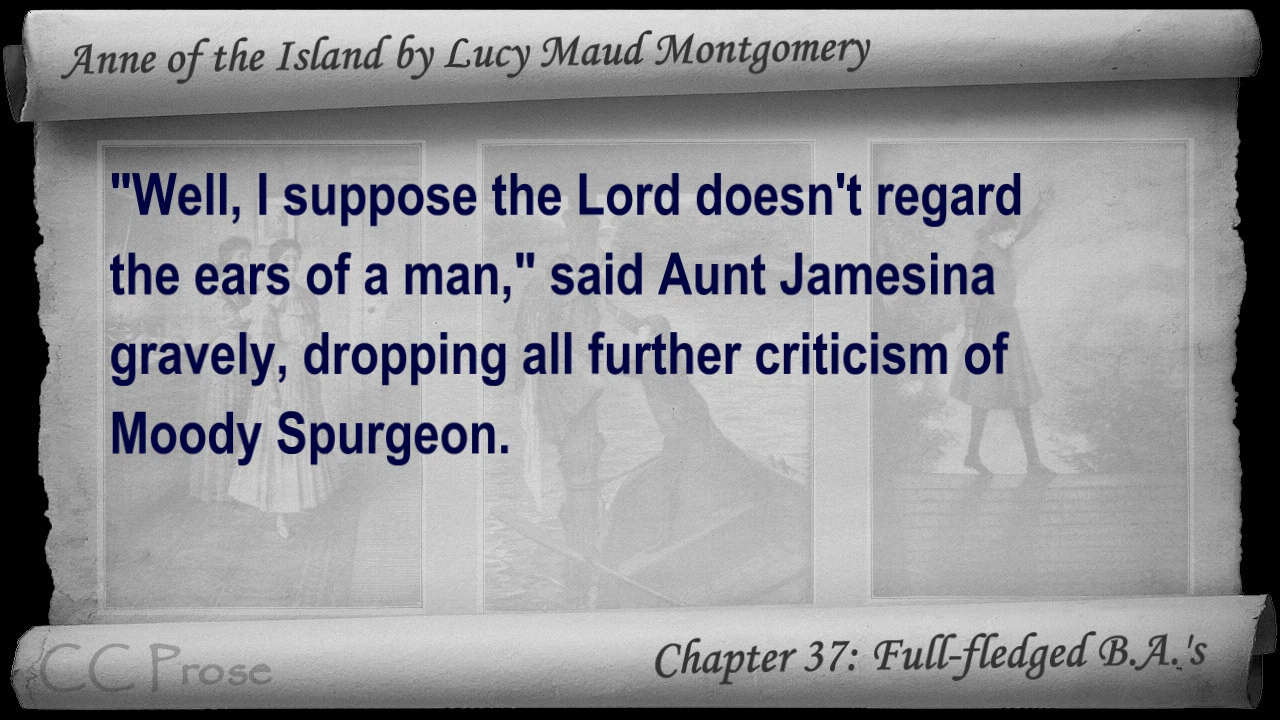 Anne of the Island by Lucy Maud Montgomery
"Well, I suppose the Lord doesn't regard
the ears of a man," said Aunt Jamesina
gravely, dropping all further criticism of
Moody Spurgeon.
CC Prose
Chapter 37: Full-fledged B.A.'s